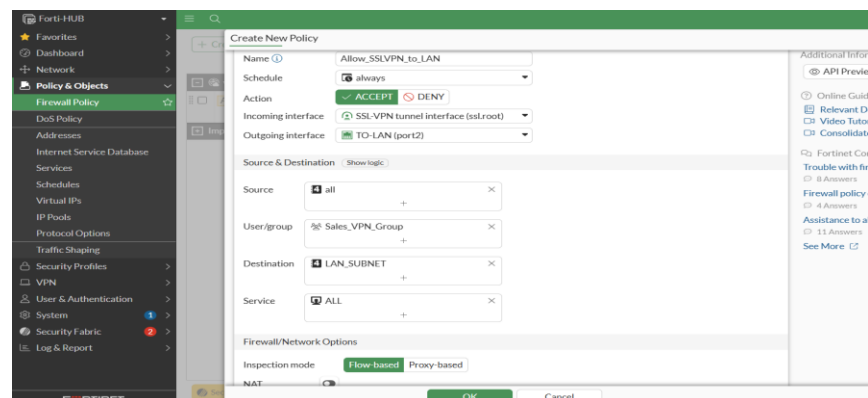 Forti-HUB
Favorites
Dashboard
Network
Policy & Objects
Firewall Policy
DoS Policy
Addresses
Internet Service Database
Services
Schedules
Virtual IPs
IP Pools
Protocol Options
Traffic Shaping
Security Profiles
VPN
User & Authentication
System 1
Security Fabric 2
Log & Report
Create New Policy
Name
Allow_SSLVPN_to_LAN
Schedule
always
Action
ACCEPT DENY
Incoming interface
SSL-VPN tunnel interface (ssl.root)
Outgoing interface
TO-LAN (port2)
Source & Destination Show logic
Source
4 all
+
User/group
Sales_VPN_Group
+
Destination
4 LAN_SUBNET
+
Service
ALL
+
Firewall/Network Options
Inspection mode
Flow-based Proxy-based
NAT
OK Cancel
Additional Infor
API Previe
Online Guid
Relevant D
Video Tuto
Consolidat
Fortinet Co
Trouble with fir
8 Answers
Firewall policy
4 Answers
Assistance to a
11 Answers
See More